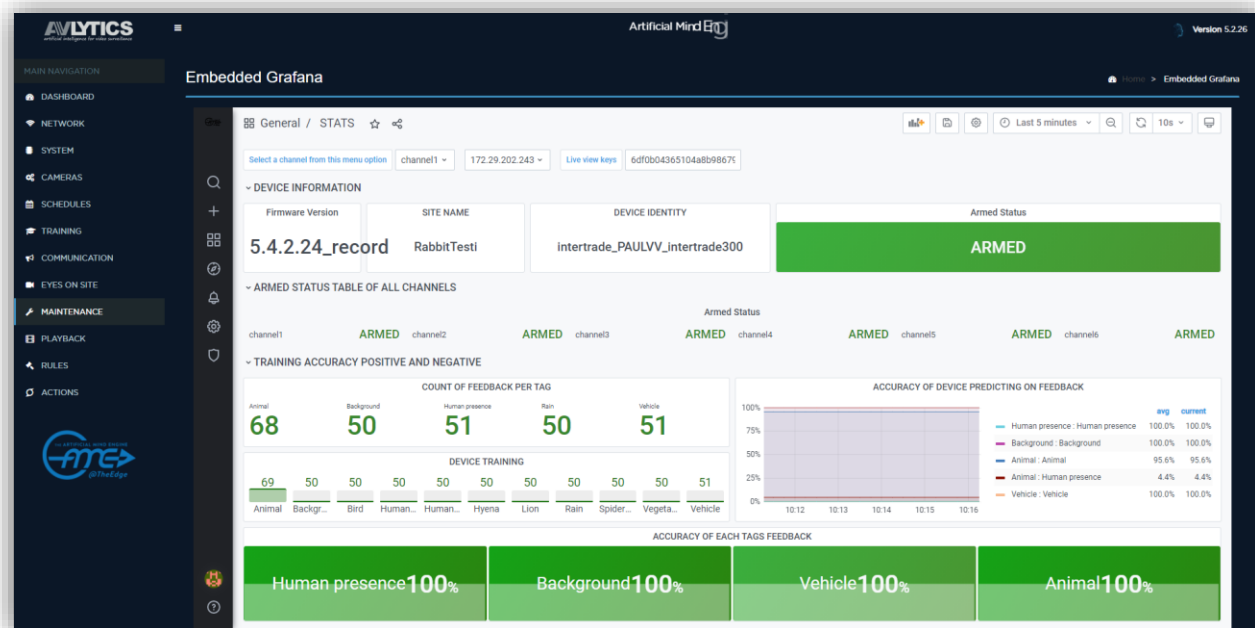 AVLYTICS
artificial intelligence for video surveillance
Artificial Mind Eng
Version 5.2.26
MAIN NAVIGATION
Embedded Grafana
Home > Embedded Grafana
DASHBOARD
NETWORK
SYSTEM
CAMERAS
SCHEDULES
TRAINING
COMMUNICATION
EYES ON SITE
MAINTENANCE
PLAYBACK
RULES
ACTIONS
THE ARTIFICIAL MIND ENGINE
AME
@TheEdge
General / STATS
Last 5 minutes
10s
Select a channel from this menu option channel1 172.29.202.243 Live view keys 6df0b04365104a8b98679
DEVICE INFORMATION
Firmware Version SITE NAME DEVICE IDENTITY Armed Status
5.4.2.24_record RabbitTesti intertrade_PAULVV_intertrade300 ARMED
ARMED STATUS TABLE OF ALL CHANNELS
Armed Status
channel1 ARMED channel2 ARMED channel3 ARMED channel4 ARMED channel5 ARMED channel6 ARMED
TRAINING ACCURACY POSITIVE AND NEGATIVE
COUNT OF FEEDBACK PER TAG
Animal Background Human presence Rain Vehicle
68 50 51 50 51
DEVICE TRAINING
69 50 50 50 50 50 50 50 50 50 51
Animal Backgr... Bird Human... Human... Hyena Lion Rain Spider... Vegeta... Vehicle
ACCURACY OF DEVICE PREDICTING ON FEEDBACK
100%
75%
50%
25%
0%
10:12 10:13 10:14 10:15 10:16
avg current
Human presence : Human presence 100.0% 100.0%
Background : Background 100.0% 100.0%
Animal : Animal 95.6% 95.6%
Animal : Human presence 4.4% 4.4%
Vehicle : Vehicle 100.0% 100.0%
ACCURACY OF EACH TAGS FEEDBACK
Human presence 100% Background 100% Vehicle 100% Animal 100%